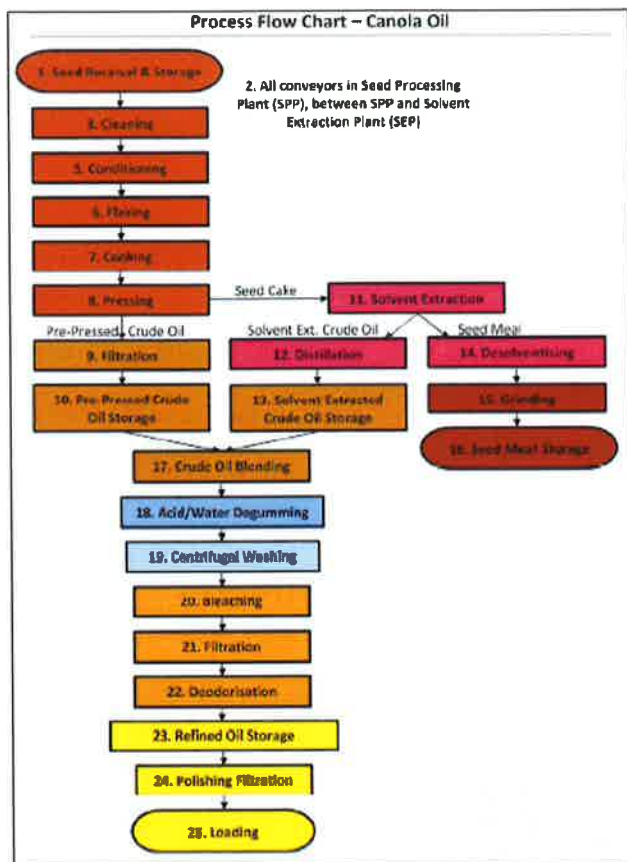 Process Flow Chart – Canola Oil
1. Seed Receival & Storage
2. All conveyors in Seed Processing
Plant (SPP), between SPP and Solvent
Extraction Plant (SEP)
3. Cleaning
5. Conditioning
6. Flaking
7. Cooking
8. Pressing
Seed Cake
11. Solvent Extraction
Pre-Pressed Crude Oil
Solvent Ext. Crude Oil
Seed Meal
9. Filtration
12. Distillation
14. Desolventising
10. Pre-Pressed Crude
Oil Storage
13. Solvent Extracted
Crude Oil Storage
15. Grinding
16. Seed Meal Storage
17. Crude Oil Blending
18. Acid/Water Degumming
19. Centrifugal Washing
20. Bleaching
21. Filtration
22. Deodorisation
23. Refined Oil Storage
24. Polishing Filtration
25. Loading